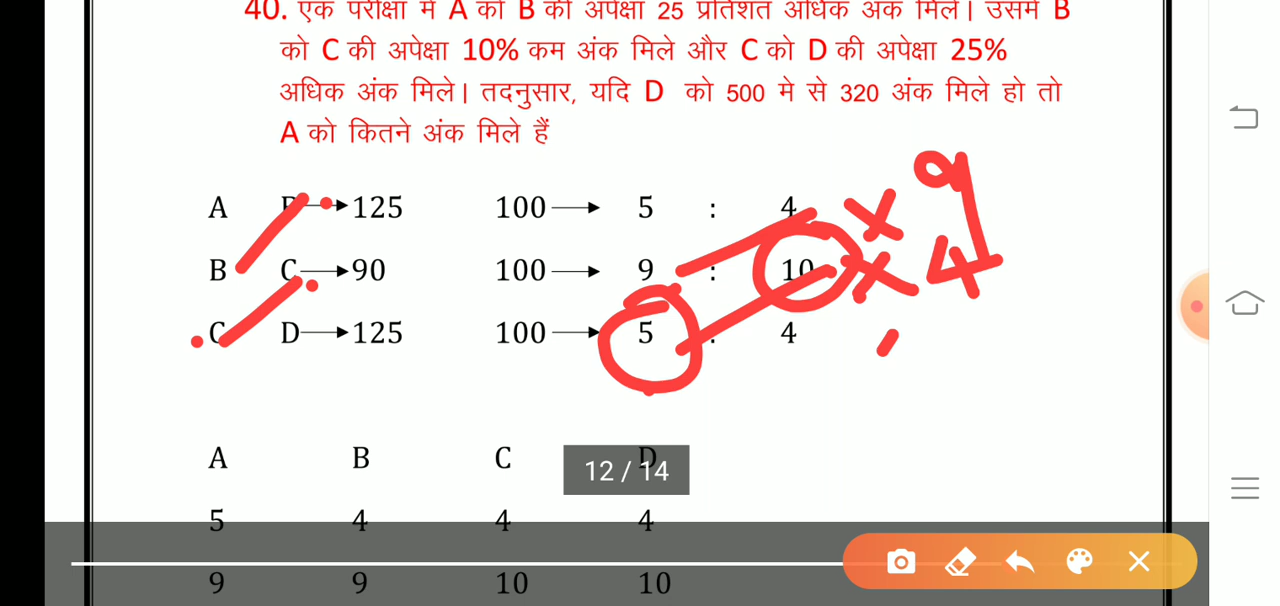 40. एक परीक्षा में A को B की अपेक्षा 25 प्रतिशत अधिक अंक मिले। उसमें B
को C की अपेक्षा 10% कम अंक मिले और C को D की अपेक्षा 25%
अधिक अंक मिले। तदनुसार, यदि D को 500 मे से 320 अंक मिले हो तो
A को कितने अंक मिले हैं
A B → 125 100 → 5 : 4 × 9
B C → 90 100 → 9 : 10 × 4
C D → 125 100 → 5 : 4
A B C D
12 / 14
5 4 4 4
9 9 10 10